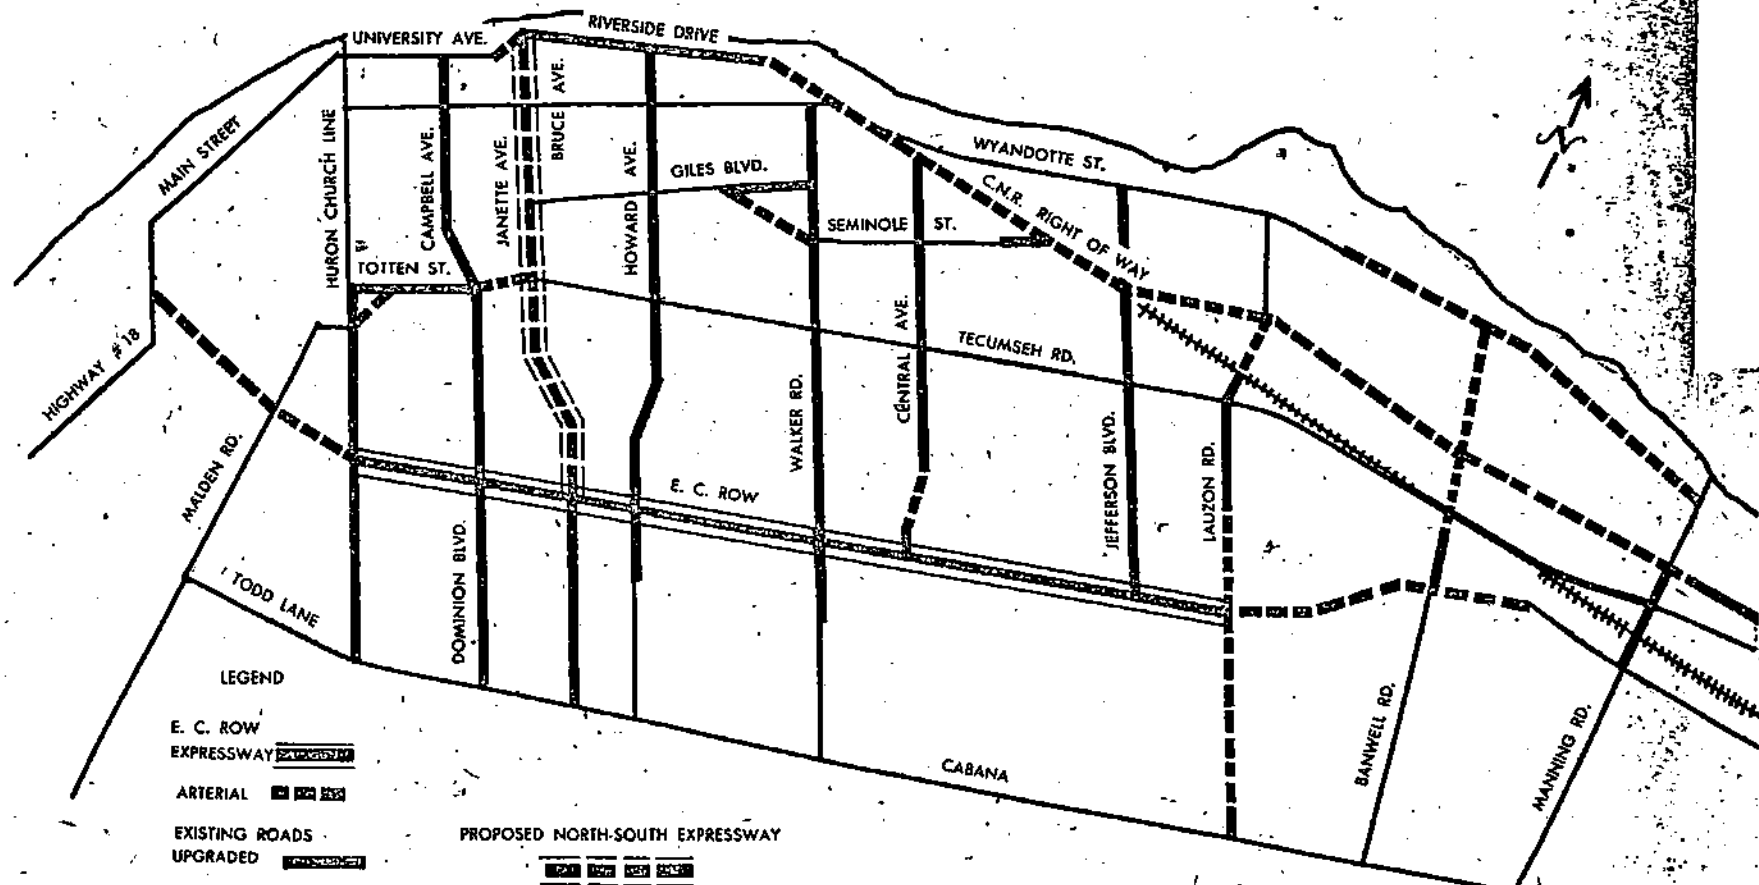 RIVERSIDE DRIVE
UNIVERSITY AVE.
MAIN STREET
HURON CHURCH LINE
CAMPBELL AVE.
JANETTE AVE.
BRUCE AVE.
HOWARD AVE.
GILES BLVD.
WYANDOTTE ST.
C.N.R. RIGHT OF WAY
N.
SEMINOLE ST.
TOTTEN ST.
HIGHWAY #18
MALDEN RD.
TECUMSEH RD.
CENTRAL AVE.
WALKER RD.
JEFFERSON BLVD.
LAUZON RD.
E. C. ROW
DOMINION BLVD.
TODD LANE
CABANA
BANWELL RD.
MANNING RD.
LEGEND
E. C. ROW
EXPRESSWAY
ARTERIAL
EXISTING ROADS
UPGRADED
PROPOSED NORTH-SOUTH EXPRESSWAY